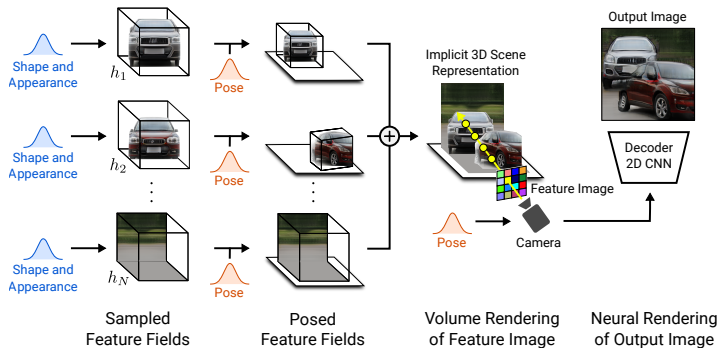 Shape and
Appearance
h1
Pose
Shape and
Appearance
h2
Pose
Shape and
Appearance
hN
Pose
Implicit 3D Scene
Representation
Feature Image
Pose
Camera
Output Image
Decoder
2D CNN
Sampled
Feature Fields
Posed
Feature Fields
Volume Rendering
of Feature Image
Neural Rendering
of Output Image